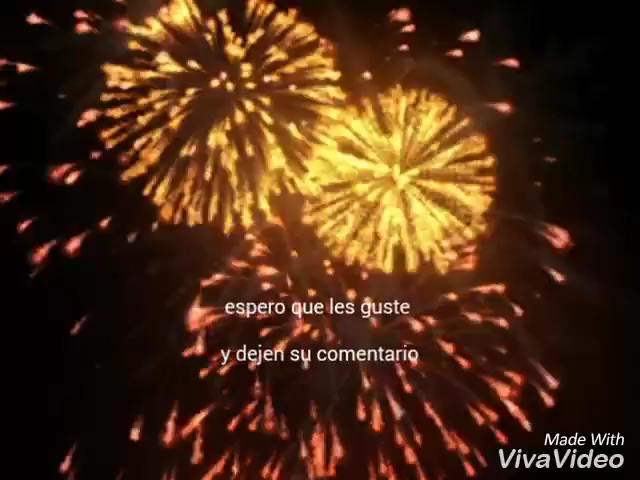 espero que les guste
y dejen su comentario
Made With
VivaVideo